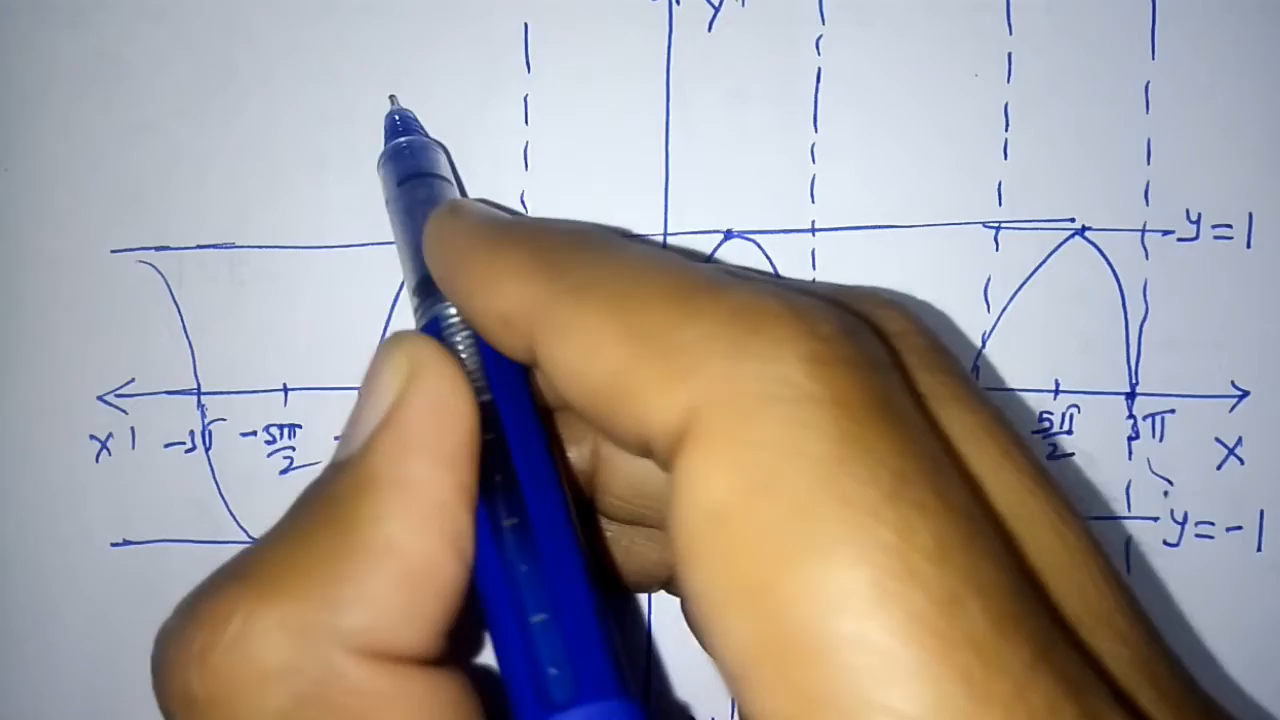 y
y = 1
x' -3π -5π/2 5π/2 3π x
y = -1